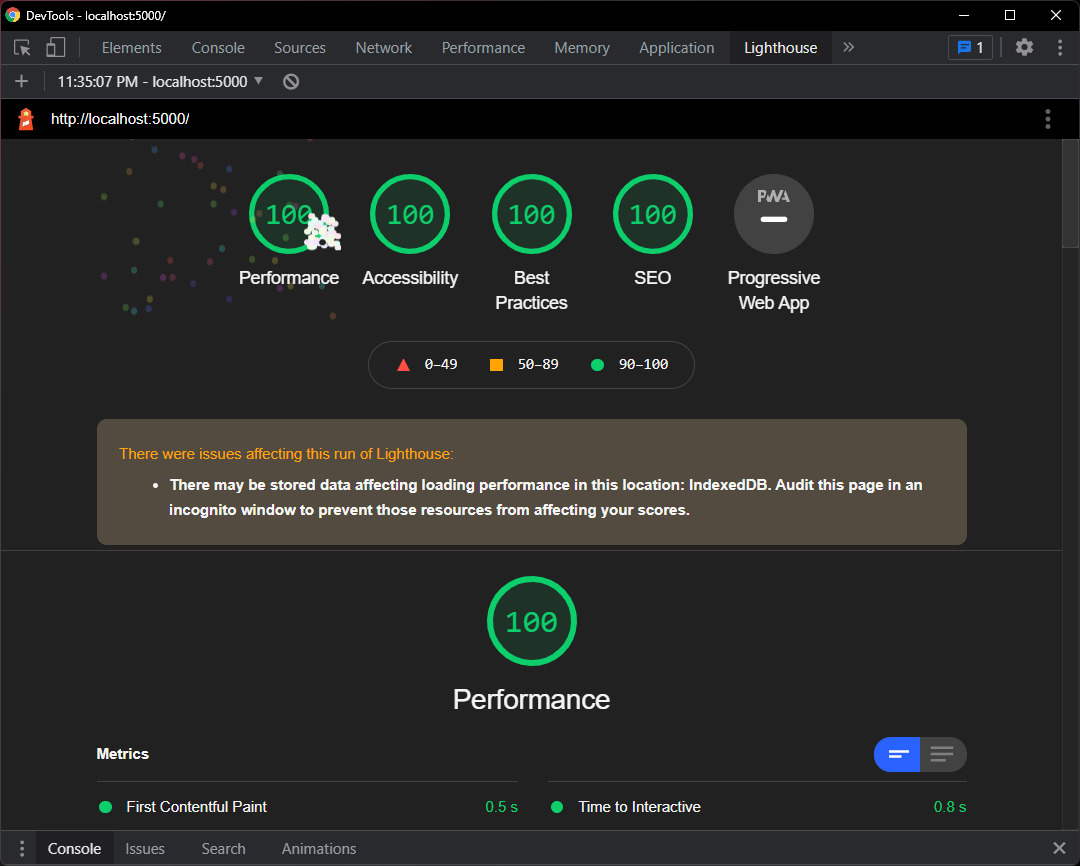 DevTools - localhost:5000/
Elements Console Sources Network Performance Memory Application Lighthouse » 1
+ 11:35:07 PM - localhost:5000
http://localhost:5000/
100 100 100 100 PWA
Performance Accessibility Best Practices SEO Progressive Web App
0–49 50–89 90–100
There were issues affecting this run of Lighthouse:
• There may be stored data affecting loading performance in this location: IndexedDB. Audit this page in an
incognito window to prevent those resources from affecting your scores.
100
Performance
Metrics
First Contentful Paint 0.5 s Time to Interactive 0.8 s
Console Issues Search Animations